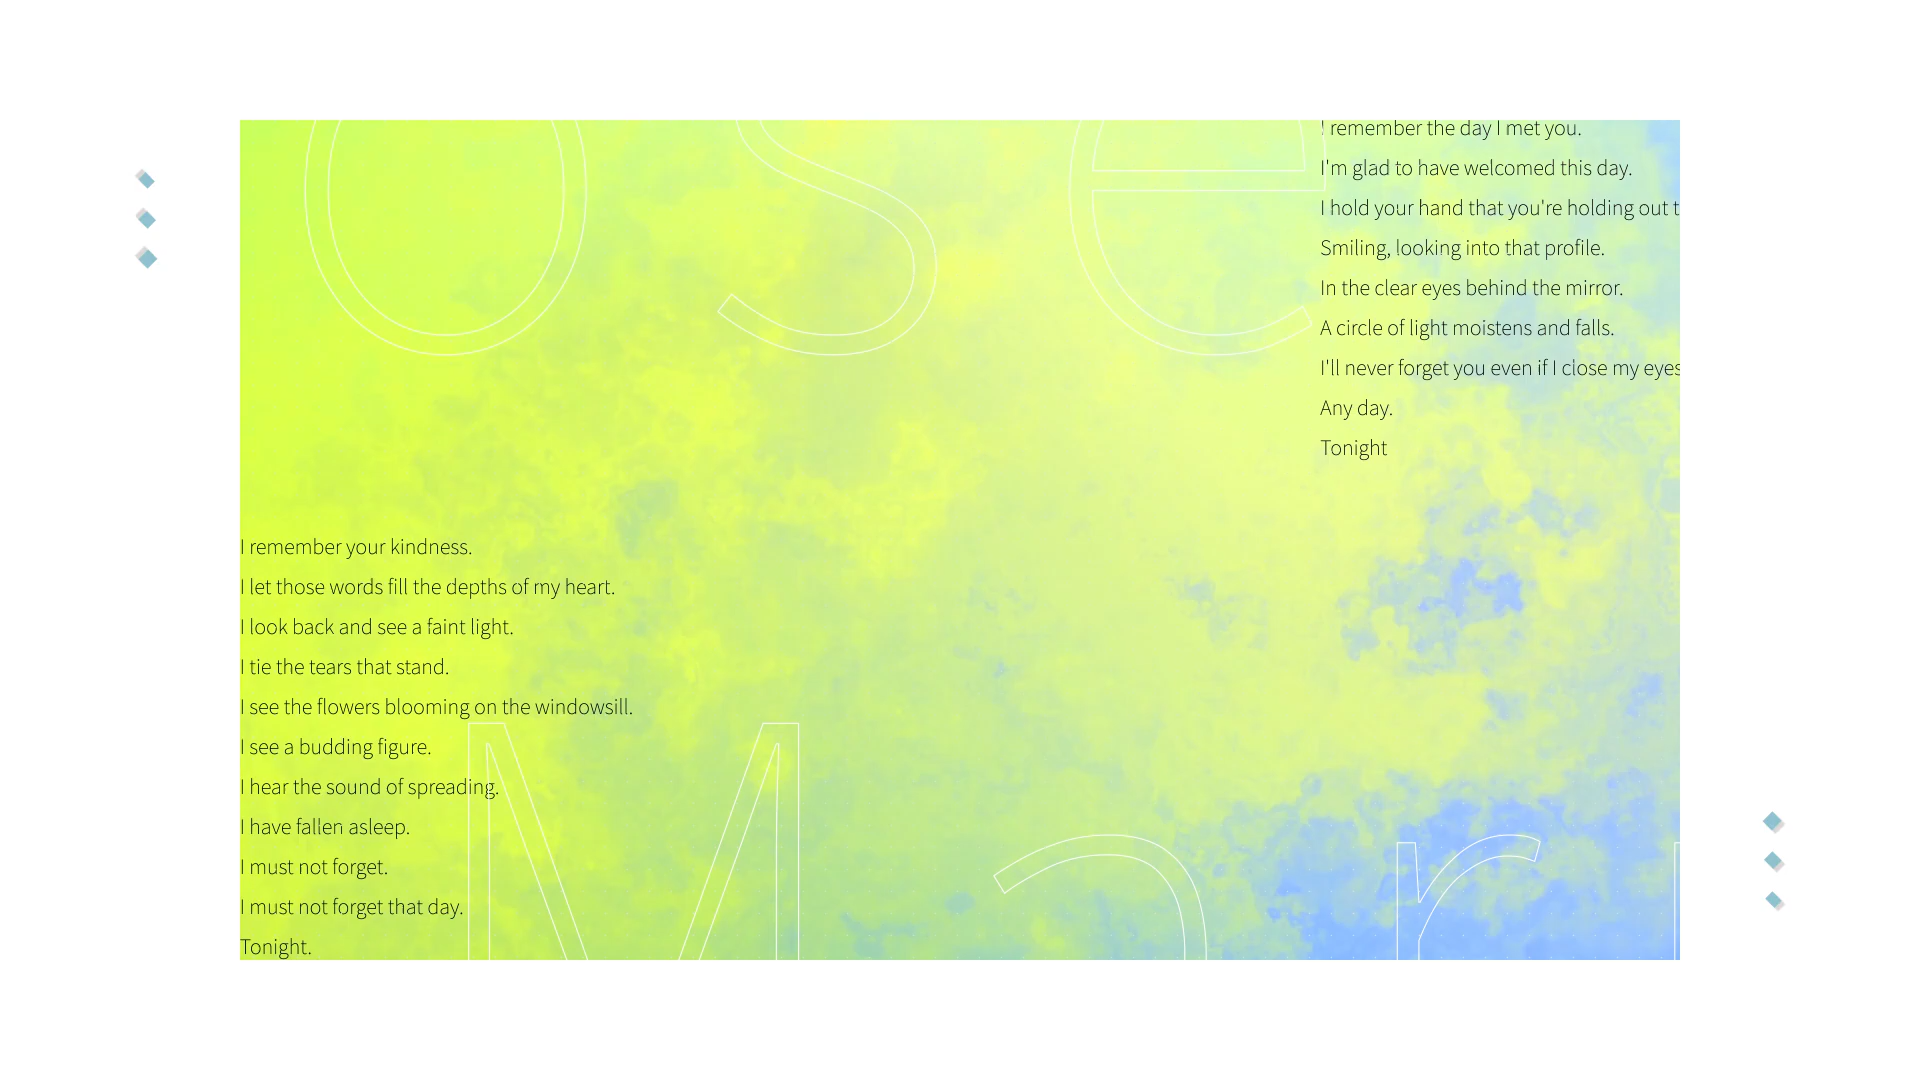 ose
I remember the day I met you.
I'm glad to have welcomed this day.
I hold your hand that you're holding out
Smiling, looking into that profile.
In the clear eyes behind the mirror.
A circle of light moistens and falls.
I'll never forget you even if I close my eyes
Any day.
Tonight
I remember your kindness.
I let those words fill the depths of my heart.
I look back and see a faint light.
I tie the tears that stand.
I see the flowers blooming on the windowsill.
I see a budding figure.
I hear the sound of spreading.
I have fallen asleep.
I must not forget.
I must not forget that day.
Tonight.
Mar